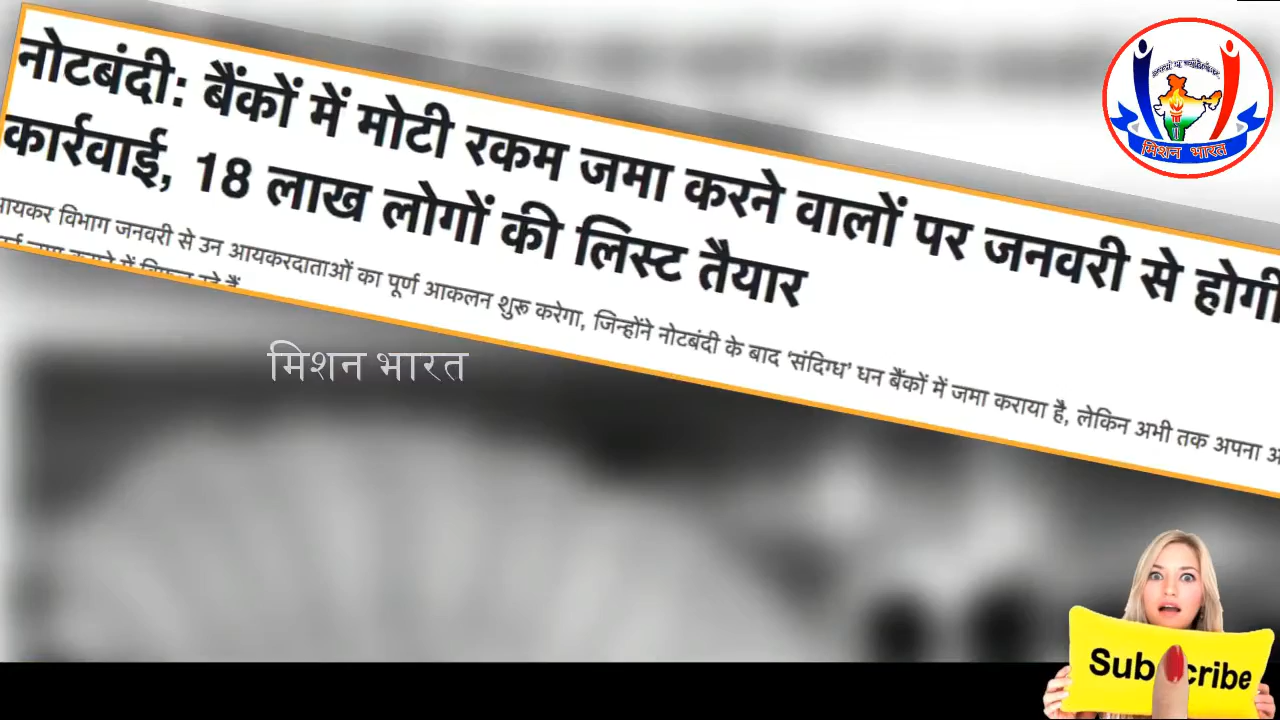 नोटबंदी: बैंकों में मोटी रकम जमा करने वालों पर जनवरी से होगी
कार्रवाई, 18 लाख लोगों की लिस्ट तैयार
आयकर विभाग जनवरी से उन आयकरदाताओं का पूर्ण आकलन शुरू करेगा, जिन्होंने नोटबंदी के बाद 'संदिग्ध' धन बैंकों में जमा कराया है, लेकिन अभी तक अपना
मिशन भारत
मिशन भारत
Subscribe